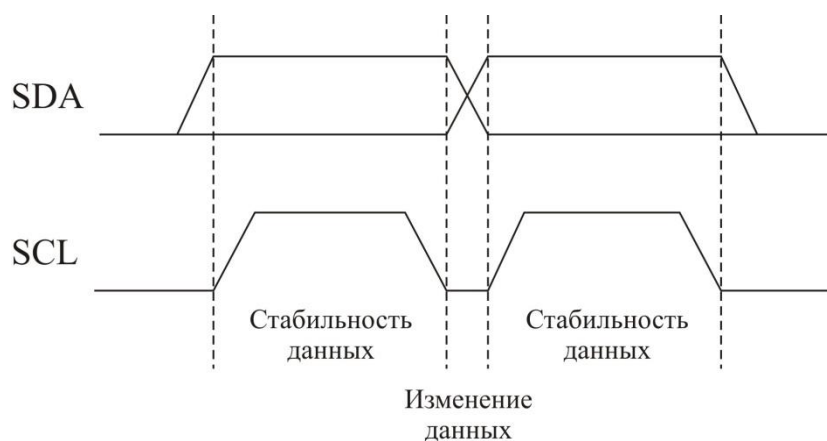 SDA
SCL
Стабильность
данных
Стабильность
данных
Изменение
данных